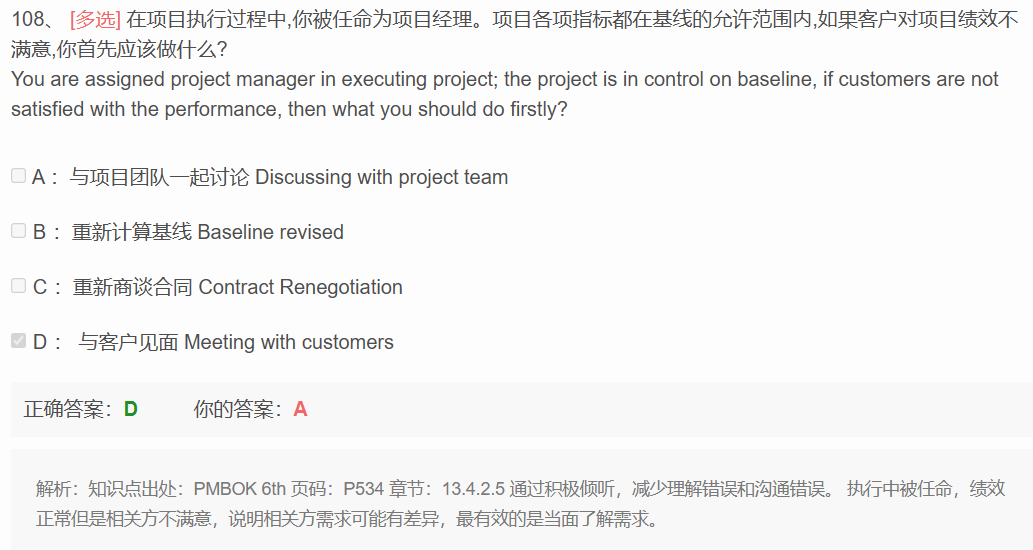 108、 [多选] 在项目执行过程中,你被任命为项目经理。项目各项指标都在基线的允许范围内,如果客户对项目绩效不
满意,你首先应该做什么?
You are assigned project manager in executing project; the project is in control on baseline, if customers are not
satisfied with the performance, then what you should do firstly?
A： 与项目团队一起讨论 Discussing with project team
B： 重新计算基线 Baseline revised
C： 重新商谈合同 Contract Renegotiation
D： 与客户见面 Meeting with customers
正确答案：D 你的答案：A
解析：知识点出处：PMBOK 6th 页码：P534 章节：13.4.2.5 通过积极倾听，减少理解错误和沟通错误。 执行中被任命，绩效
正常但是相关方不满意，说明相关方需求可能有差异，最有效的是当面了解需求。